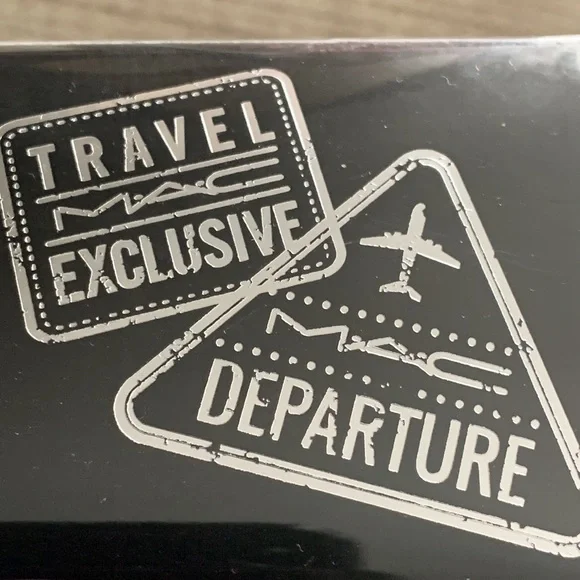 TRAVEL
M·A·C
EXCLUSIVE
M·A·C
DEPARTURE